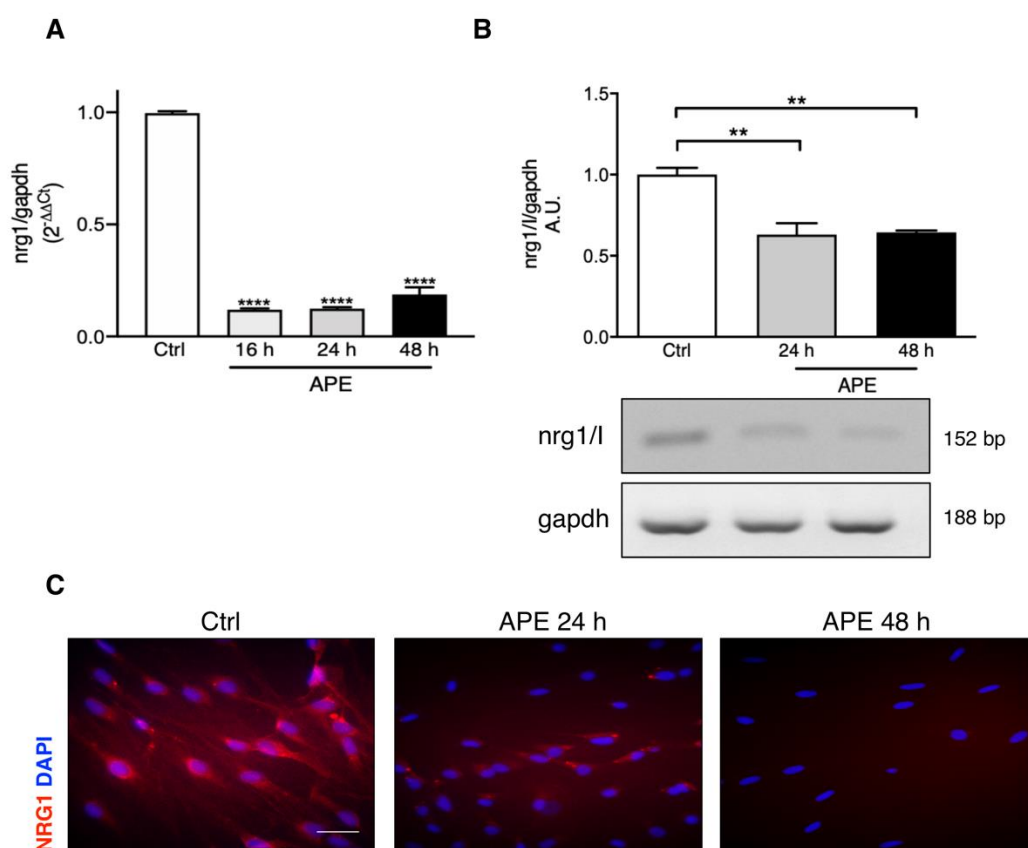 A
nrg1/gapdh
(2-ΔΔCt)
1.0
0.5
0.0
****
****
****
Ctrl
16 h
24 h
48 h
APE
B
nrg1/I/gapdh
A.U.
1.5
1.0
0.5
0.0
**
**
Ctrl
24 h
48 h
APE
nrg1/I
152 bp
gapdh
188 bp
C
Ctrl
APE 24 h
APE 48 h
NRG1 DAPI